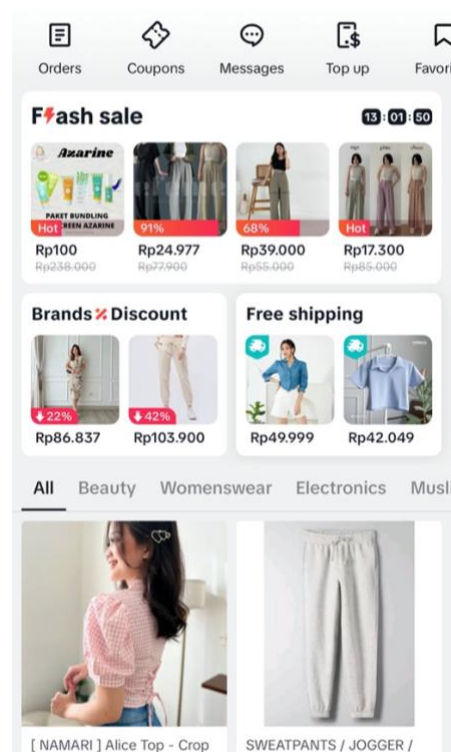 Orders
Coupons
Messages
Top up
Favori
Flash sale
13:01:50
Azarine
PAKET BUNDLING
REEN AZARINE
Hot
91%
68%
Hot
Rp100
Rp24.977
Rp39.000
Rp17.300
Rp238.000
Rp77.900
Rp55.000
Rp85.000
Brands % Discount
Free shipping
22%
42%
Rp86.837
Rp103.900
Rp49.999
Rp42.049
All
Beauty
Womenswear
Electronics
Musli
[ NAMARI ] Alice Top - Crop
SWEATPANTS / JOGGER /